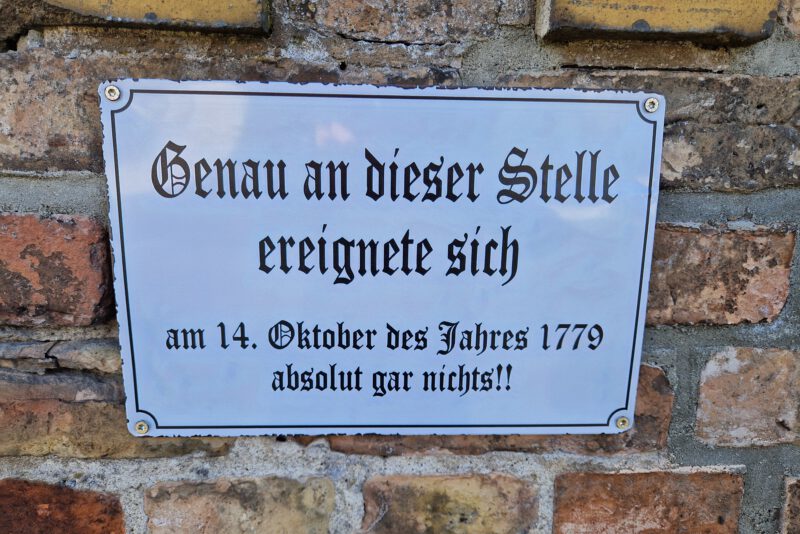 Genau an dieser Stelle
ereignete sich
am 14. Oktober des Jahres 1779
absolut gar nichts!!